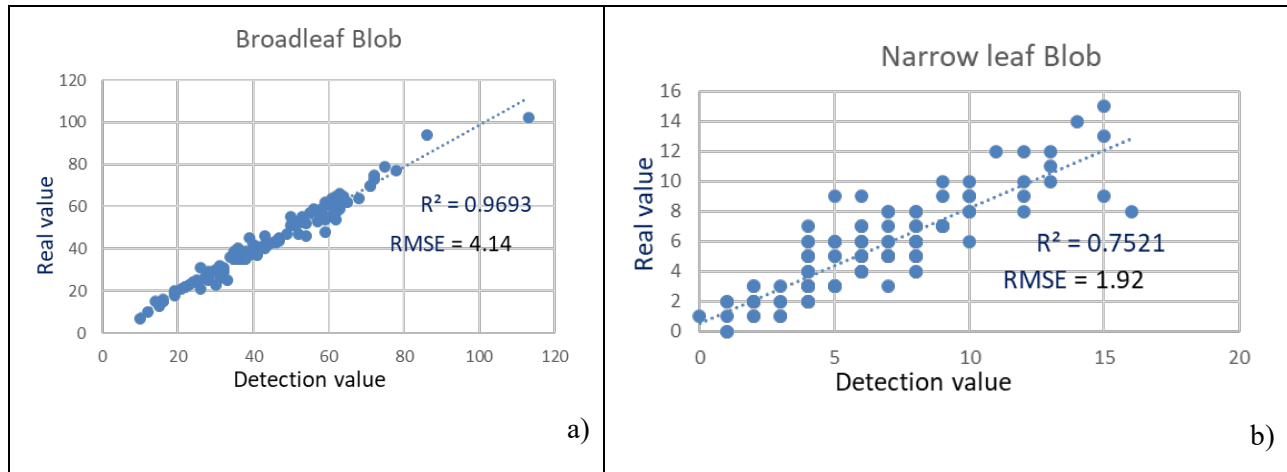 Broadleaf Blob
120
100
80
60
40
20
0
Real value
R² = 0.9693
RMSE = 4.14
0 20 40 60 80 100 120
Detection value
a)
Narrow leaf Blob
16
14
12
10
8
6
4
2
0
Real value
R² = 0.7521
RMSE = 1.92
0 5 10 15 20
Detection value
b)